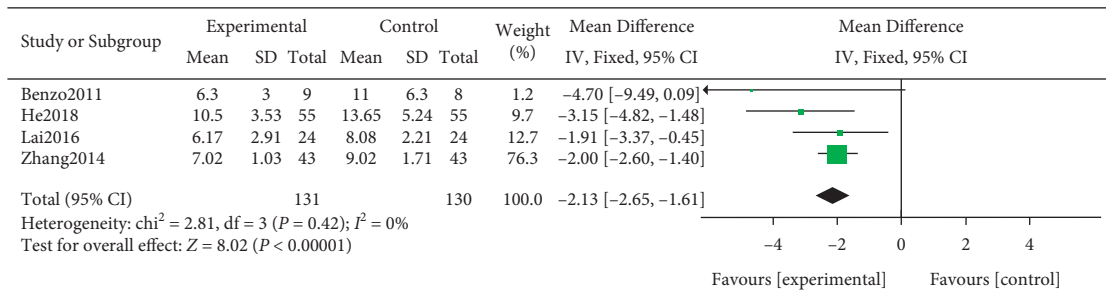 Study or Subgroup Experimental Control Weight (%) Mean Difference Mean Difference
Mean SD Total Mean SD Total IV, Fixed, 95% CI IV, Fixed, 95% CI
Benzo2011 6.3 3 9 11 6.3 8 1.2 −4.70 [−9.49, 0.09]
He2018 10.5 3.53 55 13.65 5.24 55 9.7 −3.15 [−4.82, −1.48]
Lai2016 6.17 2.91 24 8.08 2.21 24 12.7 −1.91 [−3.37, −0.45]
Zhang2014 7.02 1.03 43 9.02 1.71 43 76.3 −2.00 [−2.60, −1.40]
Total (95% CI) 131 130 100.0 −2.13 [−2.65, −1.61]
Heterogeneity: chi² = 2.81, df = 3 (P = 0.42); I² = 0%
Test for overall effect: Z = 8.02 (P < 0.00001)
−4 −2 0 2 4
Favours [experimental] Favours [control]